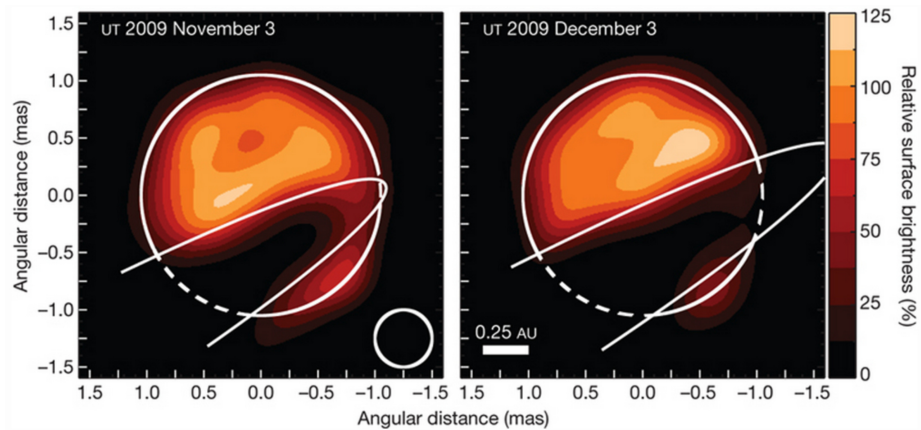 UT 2009 November 3
UT 2009 December 3
1.5
1.0
0.5
0.0
−0.5
−1.0
−1.5
Angular distance (mas)
0.25 AU
125
100
75
50
25
0
Relative surface brightness (%)
1.5 1.0 0.5 0.0 −0.5 −1.0 −1.5
1.5 1.0 0.5 0.0 −0.5 −1.0 −1.5
Angular distance (mas)